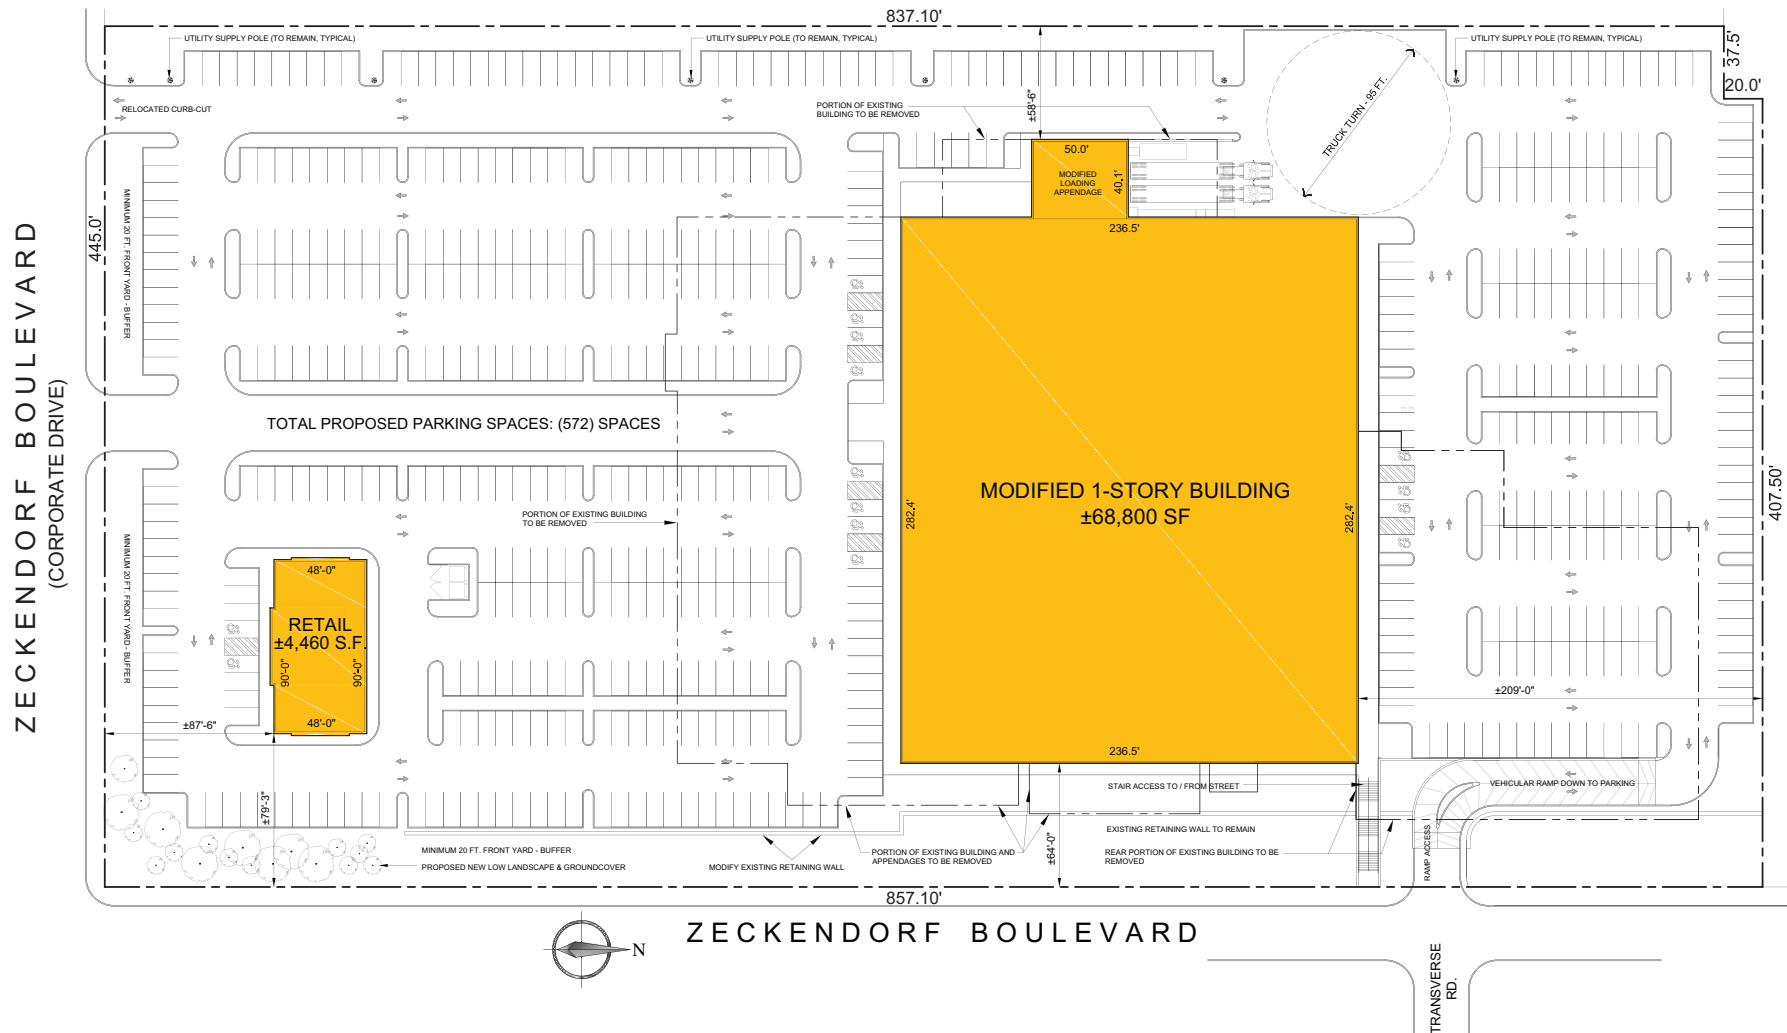 837.10'
UTILITY SUPPLY POLE (TO REMAIN, TYPICAL)
UTILITY SUPPLY POLE (TO REMAIN, TYPICAL)
UTILITY SUPPLY POLE (TO REMAIN, TYPICAL)
37.5'
20.0'
RELOCATED CURB-CUT
PORTION OF EXISTING
BUILDING TO BE REMOVED
±58'-6"
TRUCK TURN - 95 FT.
50.0'
MODIFIED
LOADING
APPENDAGE
40.1'
236.5'
MINIMUM 20 FT. FRONT YARD - BUFFER
445.0'
ZECKENDORF BOULEVARD
(CORPORATE DRIVE)
TOTAL PROPOSED PARKING SPACES: (572) SPACES
MODIFIED 1-STORY BUILDING
±68,800 SF
282.4'
282.4'
407.50'
PORTION OF EXISTING BUILDING
TO BE REMOVED
MINIMUM 20 FT. FRONT YARD - BUFFER
48'-0"
RETAIL
±4,460 S.F.
90'-0"
90'-0"
48'-0"
±87'-6"
±79'-3"
±209'-0"
236.5'
STAIR ACCESS TO / FROM STREET
VEHICULAR RAMP DOWN TO PARKING
EXISTING RETAINING WALL TO REMAIN
REAR PORTION OF EXISTING BUILDING TO BE
REMOVED
RAMP ACCESS
±64'-0"
PORTION OF EXISTING BUILDING AND
APPENDAGES TO BE REMOVED
MINIMUM 20 FT. FRONT YARD - BUFFER
PROPOSED NEW LOW LANDSCAPE & GROUNDCOVER
MODIFY EXISTING RETAINING WALL
857.10'
N
ZECKENDORF BOULEVARD
TRANSVERSE
RD.